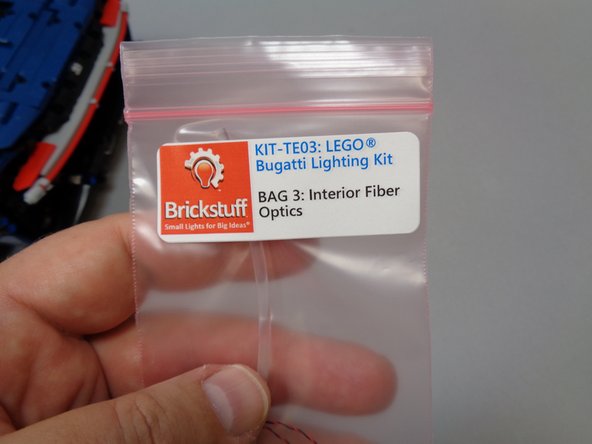 KIT-TE03: LEGO®
Bugatti Lighting Kit
BAG 3: Interior Fiber
Optics
Brickstuff
Small Lights for Big Ideas®